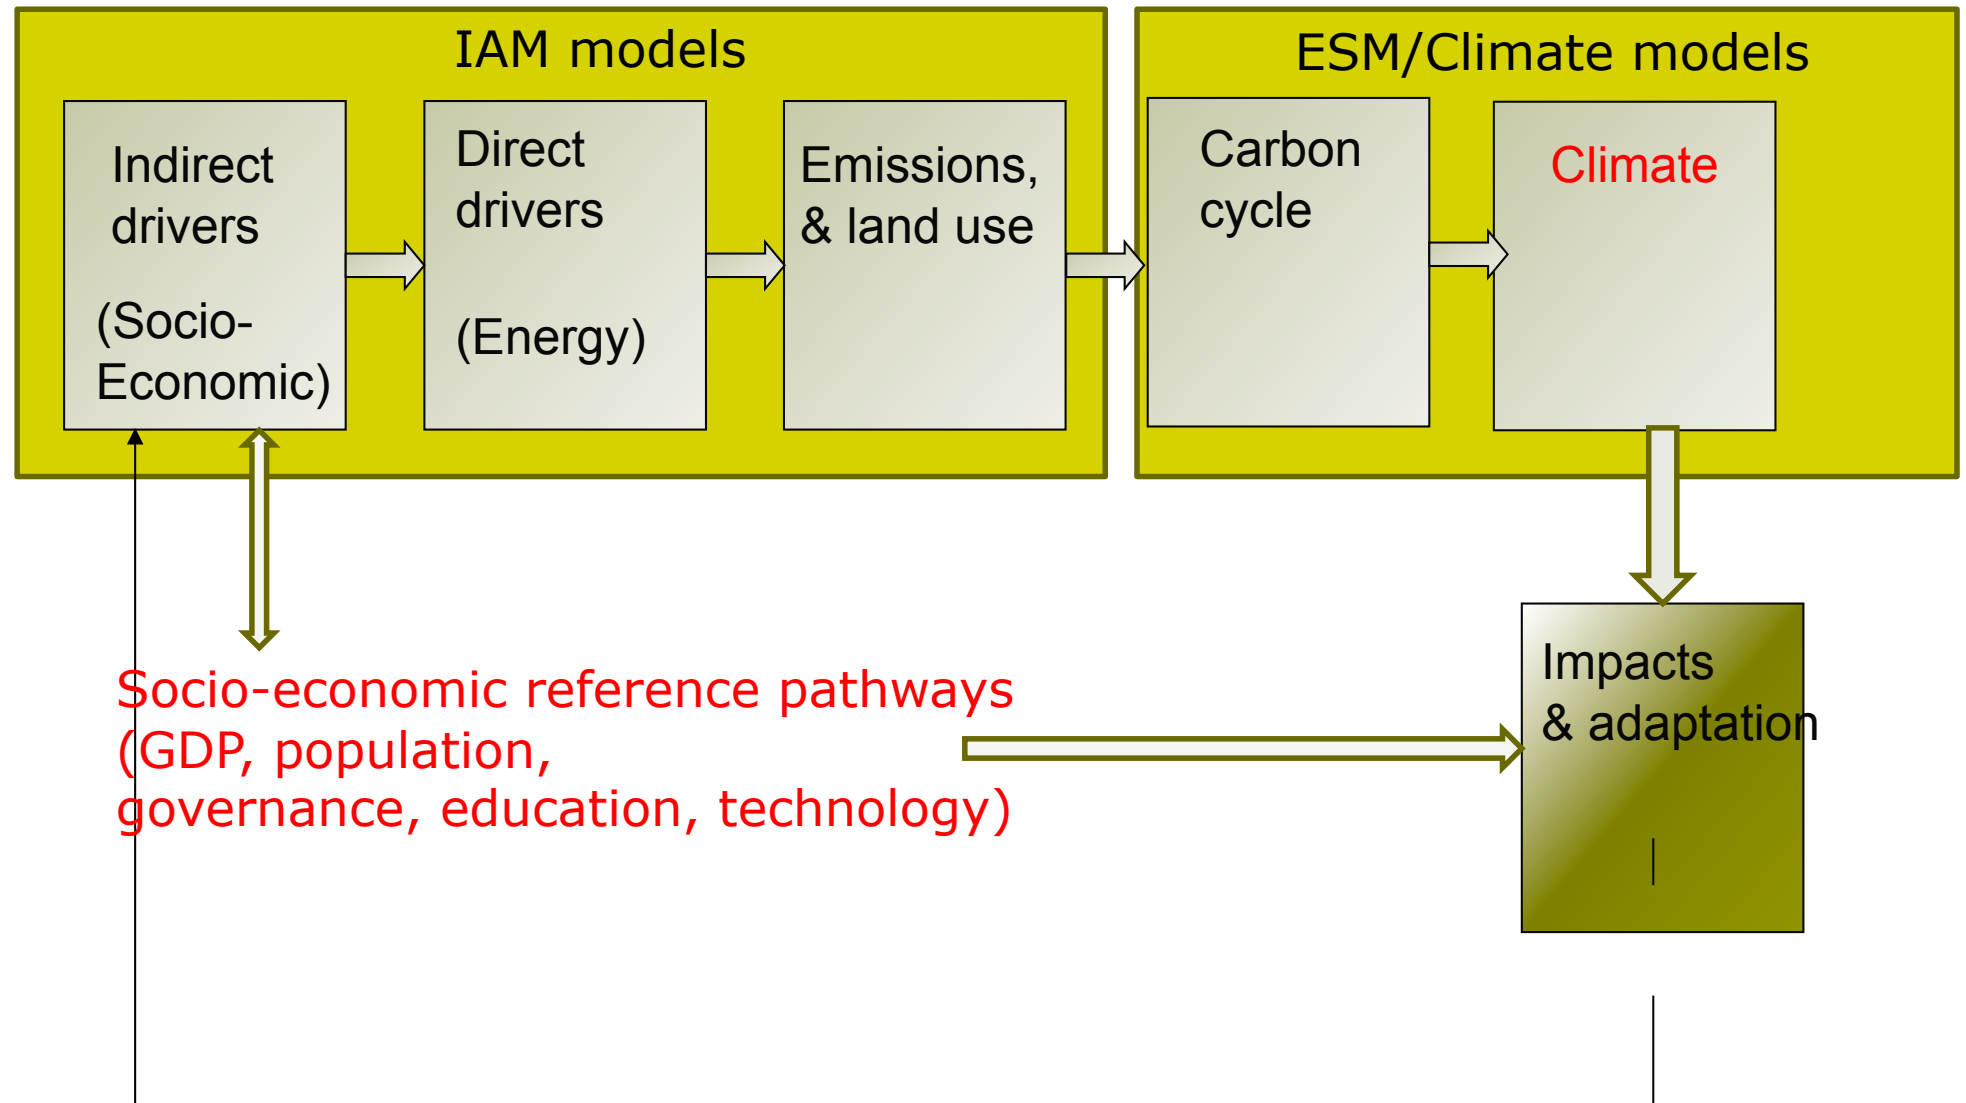 IAM models
ESM/Climate models
Indirect
drivers
(Socio-
Economic)
Direct
drivers
(Energy)
Emissions,
& land use
Carbon
cycle
Climate
Socio-economic reference pathways
(GDP, population,
governance, education, technology)
Impacts
& adaptation